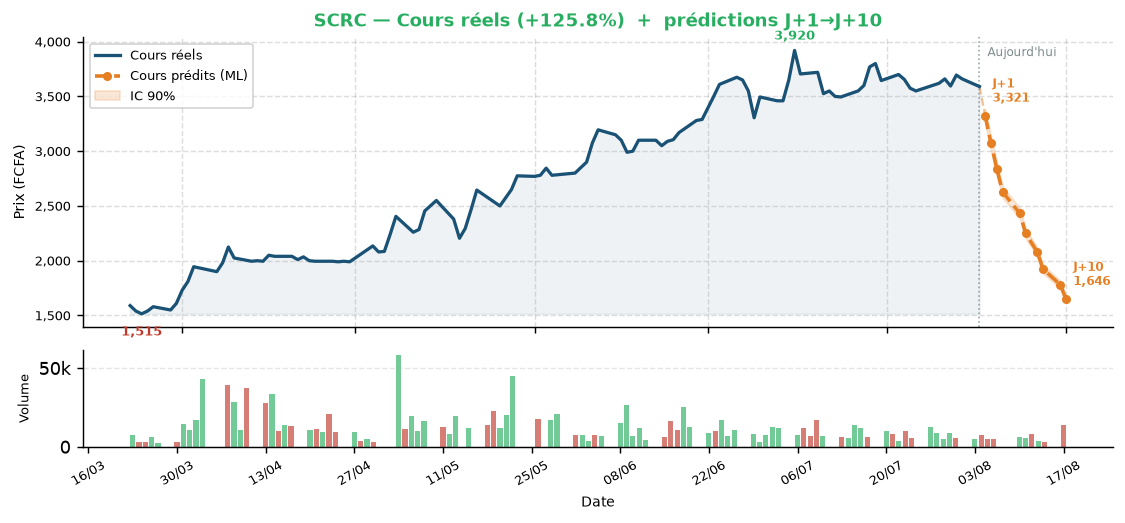 SCRC — Cours réels (+125.8%)  +  prédictions J+1→J+10
3,920
4,000
Cours réels
Cours prédits (ML)
IC 90%
Aujourd'hui
J+1
3,321
3,500
3,000
Prix (FCFA)
2,500
2,000
J+10
1,646
1,500
1,515
50k
Volume
0
16/03 30/03 13/04 27/04 11/05 25/05 08/06 22/06 06/07 20/07 03/08 17/08
Date